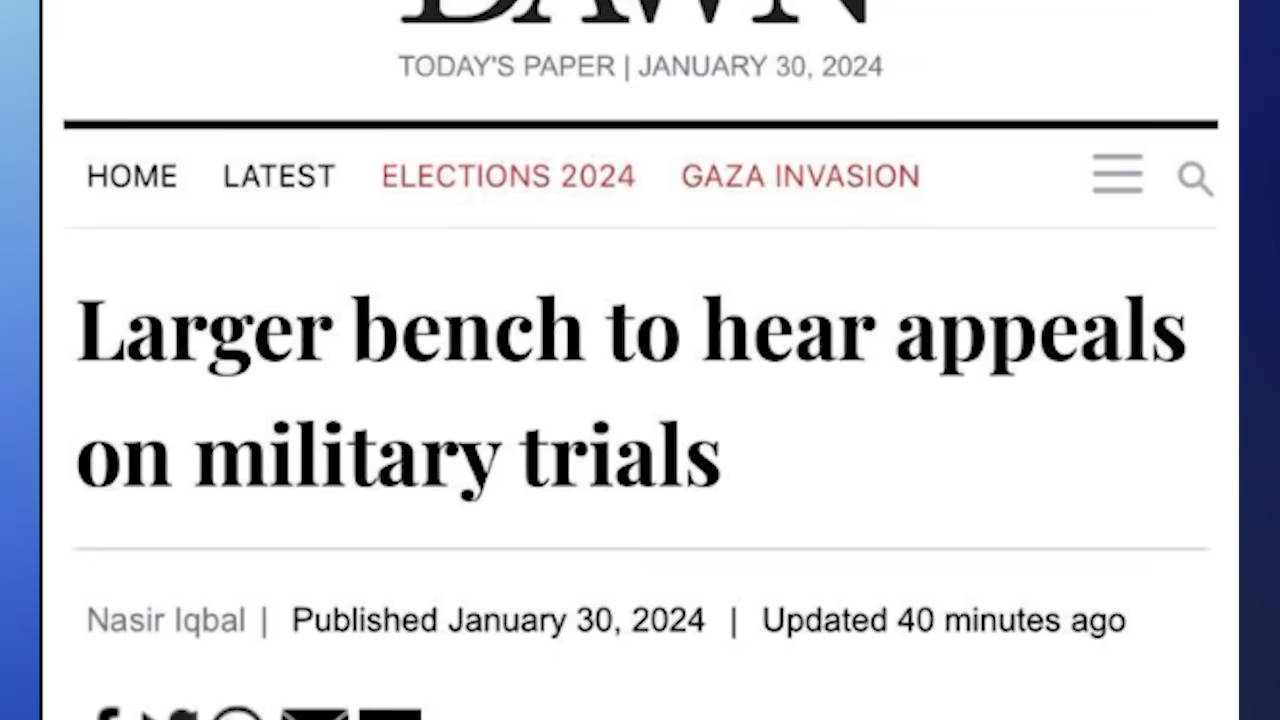 DAWN
TODAY'S PAPER | JANUARY 30, 2024
HOME LATEST ELECTIONS 2024 GAZA INVASION
Larger bench to hear appeals
on military trials
Nasir Iqbal | Published January 30, 2024 | Updated 40 minutes ago